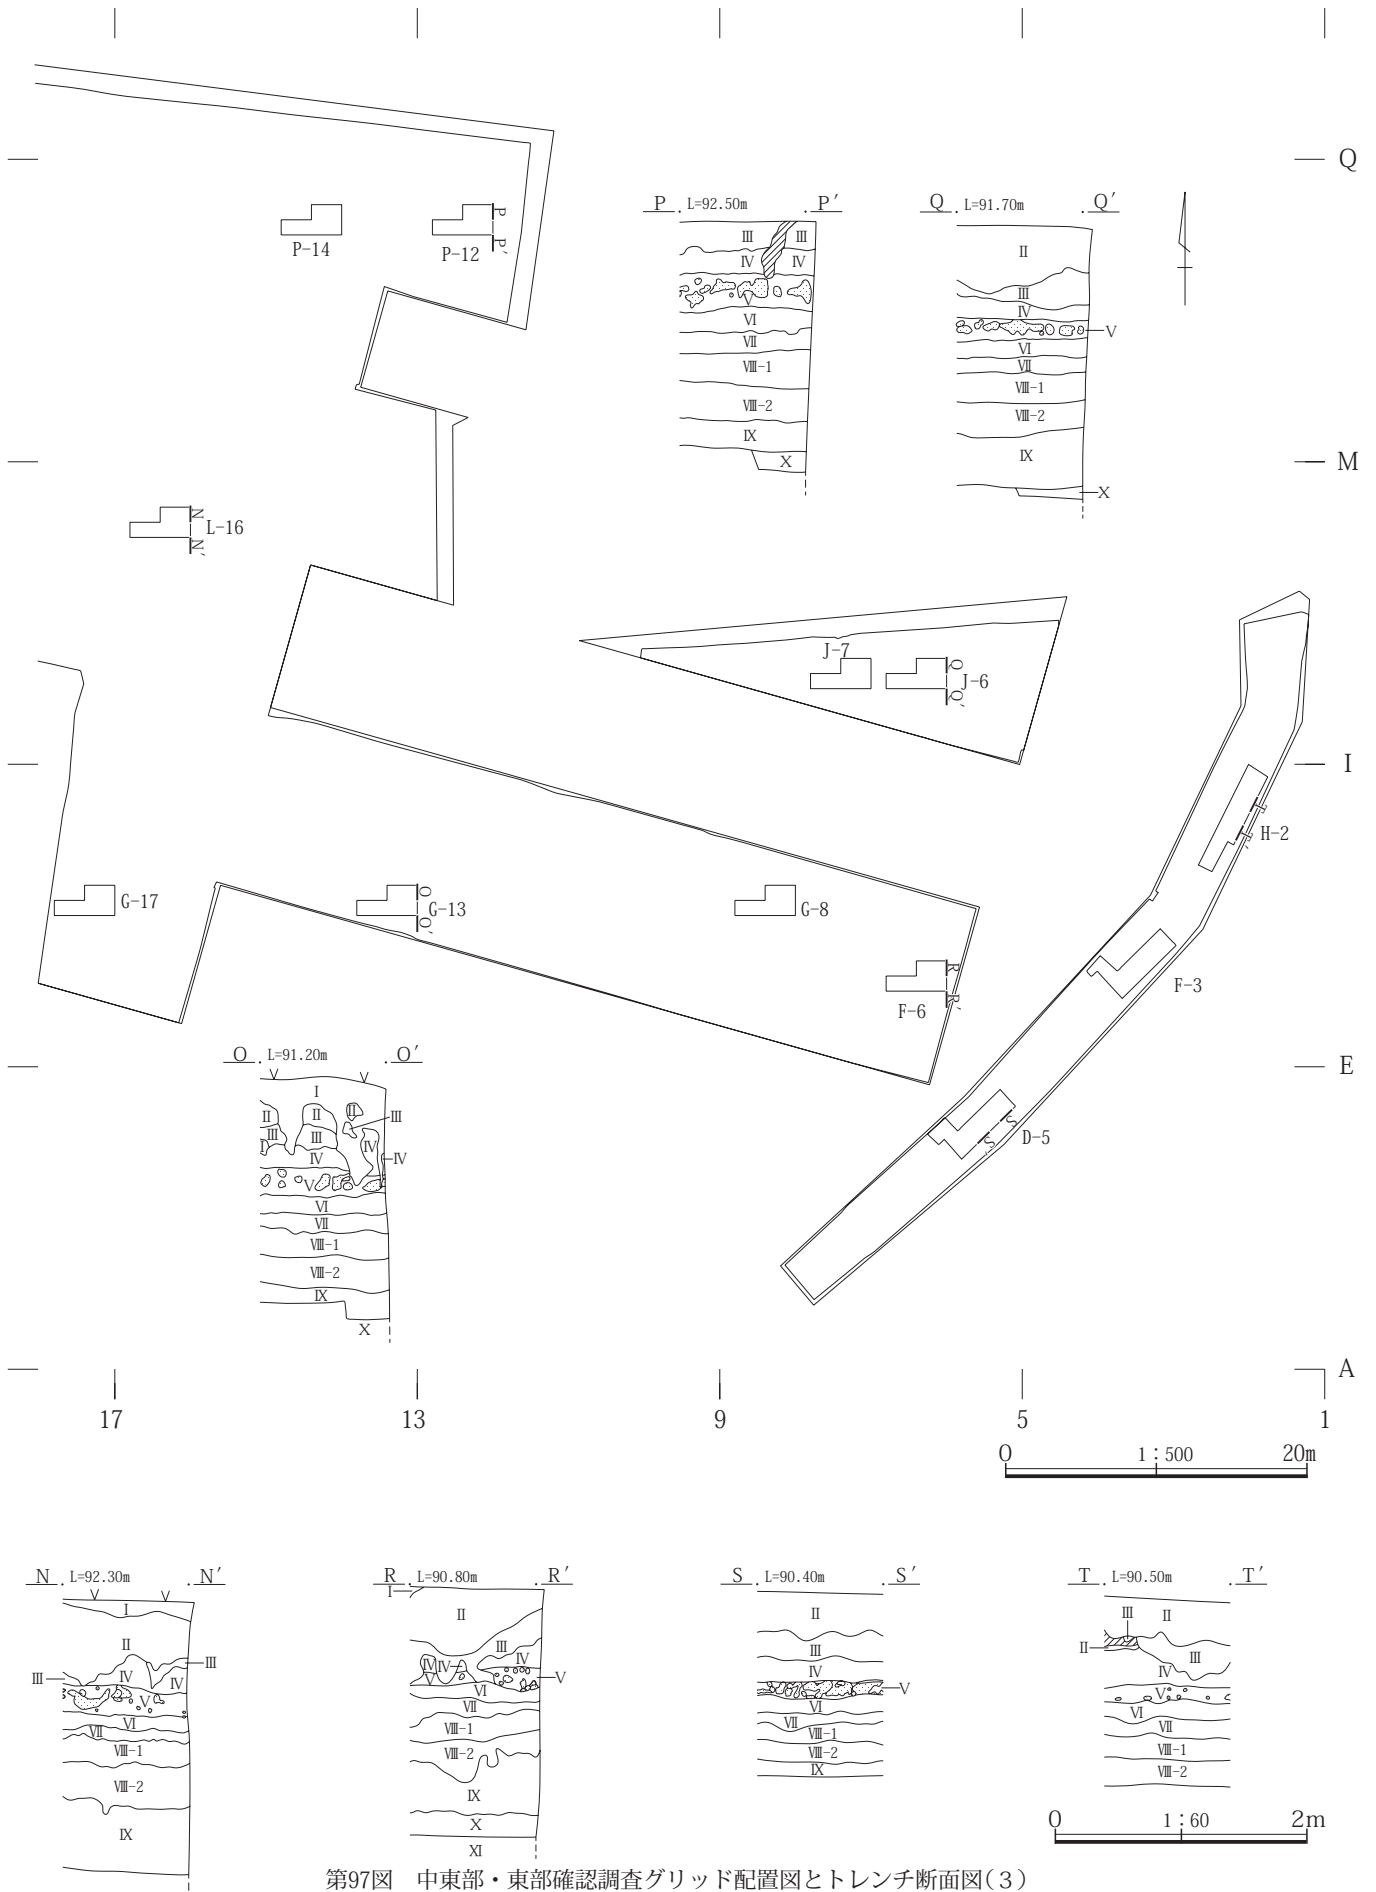 Q
P L=92.50m P′
Ⅲ Ⅲ
Ⅳ Ⅳ
Ⅴ
Ⅵ
Ⅶ
Ⅷ-1
Ⅷ-2
Ⅸ
Ⅹ
Q L=91.70m Q′
Ⅱ
Ⅲ
Ⅳ
Ⅴ
Ⅵ
Ⅶ
Ⅷ-1
Ⅷ-2
Ⅸ
Ⅹ
P-14
P P′
P-12
M
N N′
L-16
J-7
Q Q′
J-6
I
T T′
H-2
G-17
O O′
G-13
G-8
R R′
F-6
F-3
E
S S′
D-5
O L=91.20m O′
Ⅰ
Ⅱ Ⅱ Ⅱ Ⅲ
Ⅲ Ⅲ
Ⅰ Ⅳ Ⅳ Ⅳ
Ⅴ
Ⅵ
Ⅶ
Ⅷ-1
Ⅷ-2
Ⅸ
Ⅹ
A
17 13 9 5 1
0 1：500 20m
N L=92.30m N′
Ⅰ
Ⅱ
Ⅲ Ⅲ
Ⅳ Ⅳ
Ⅴ
Ⅵ
Ⅶ
Ⅷ-1
Ⅷ-2
Ⅸ
R L=90.80m R′
Ⅰ
Ⅱ
Ⅲ
Ⅳ Ⅳ Ⅳ
Ⅴ Ⅴ
Ⅵ
Ⅶ
Ⅷ-1
Ⅷ-2
Ⅸ
Ⅹ
Ⅺ
S L=90.40m S′
Ⅱ
Ⅲ
Ⅳ
Ⅴ
Ⅵ
Ⅶ
Ⅷ-1
Ⅷ-2
Ⅸ
T L=90.50m T′
Ⅲ Ⅱ
Ⅱ Ⅲ
Ⅳ
Ⅴ
Ⅵ
Ⅶ
Ⅷ-1
Ⅷ-2
0 1：60 2m
第97図　中東部・東部確認調査グリッド配置図とトレンチ断面図(３)